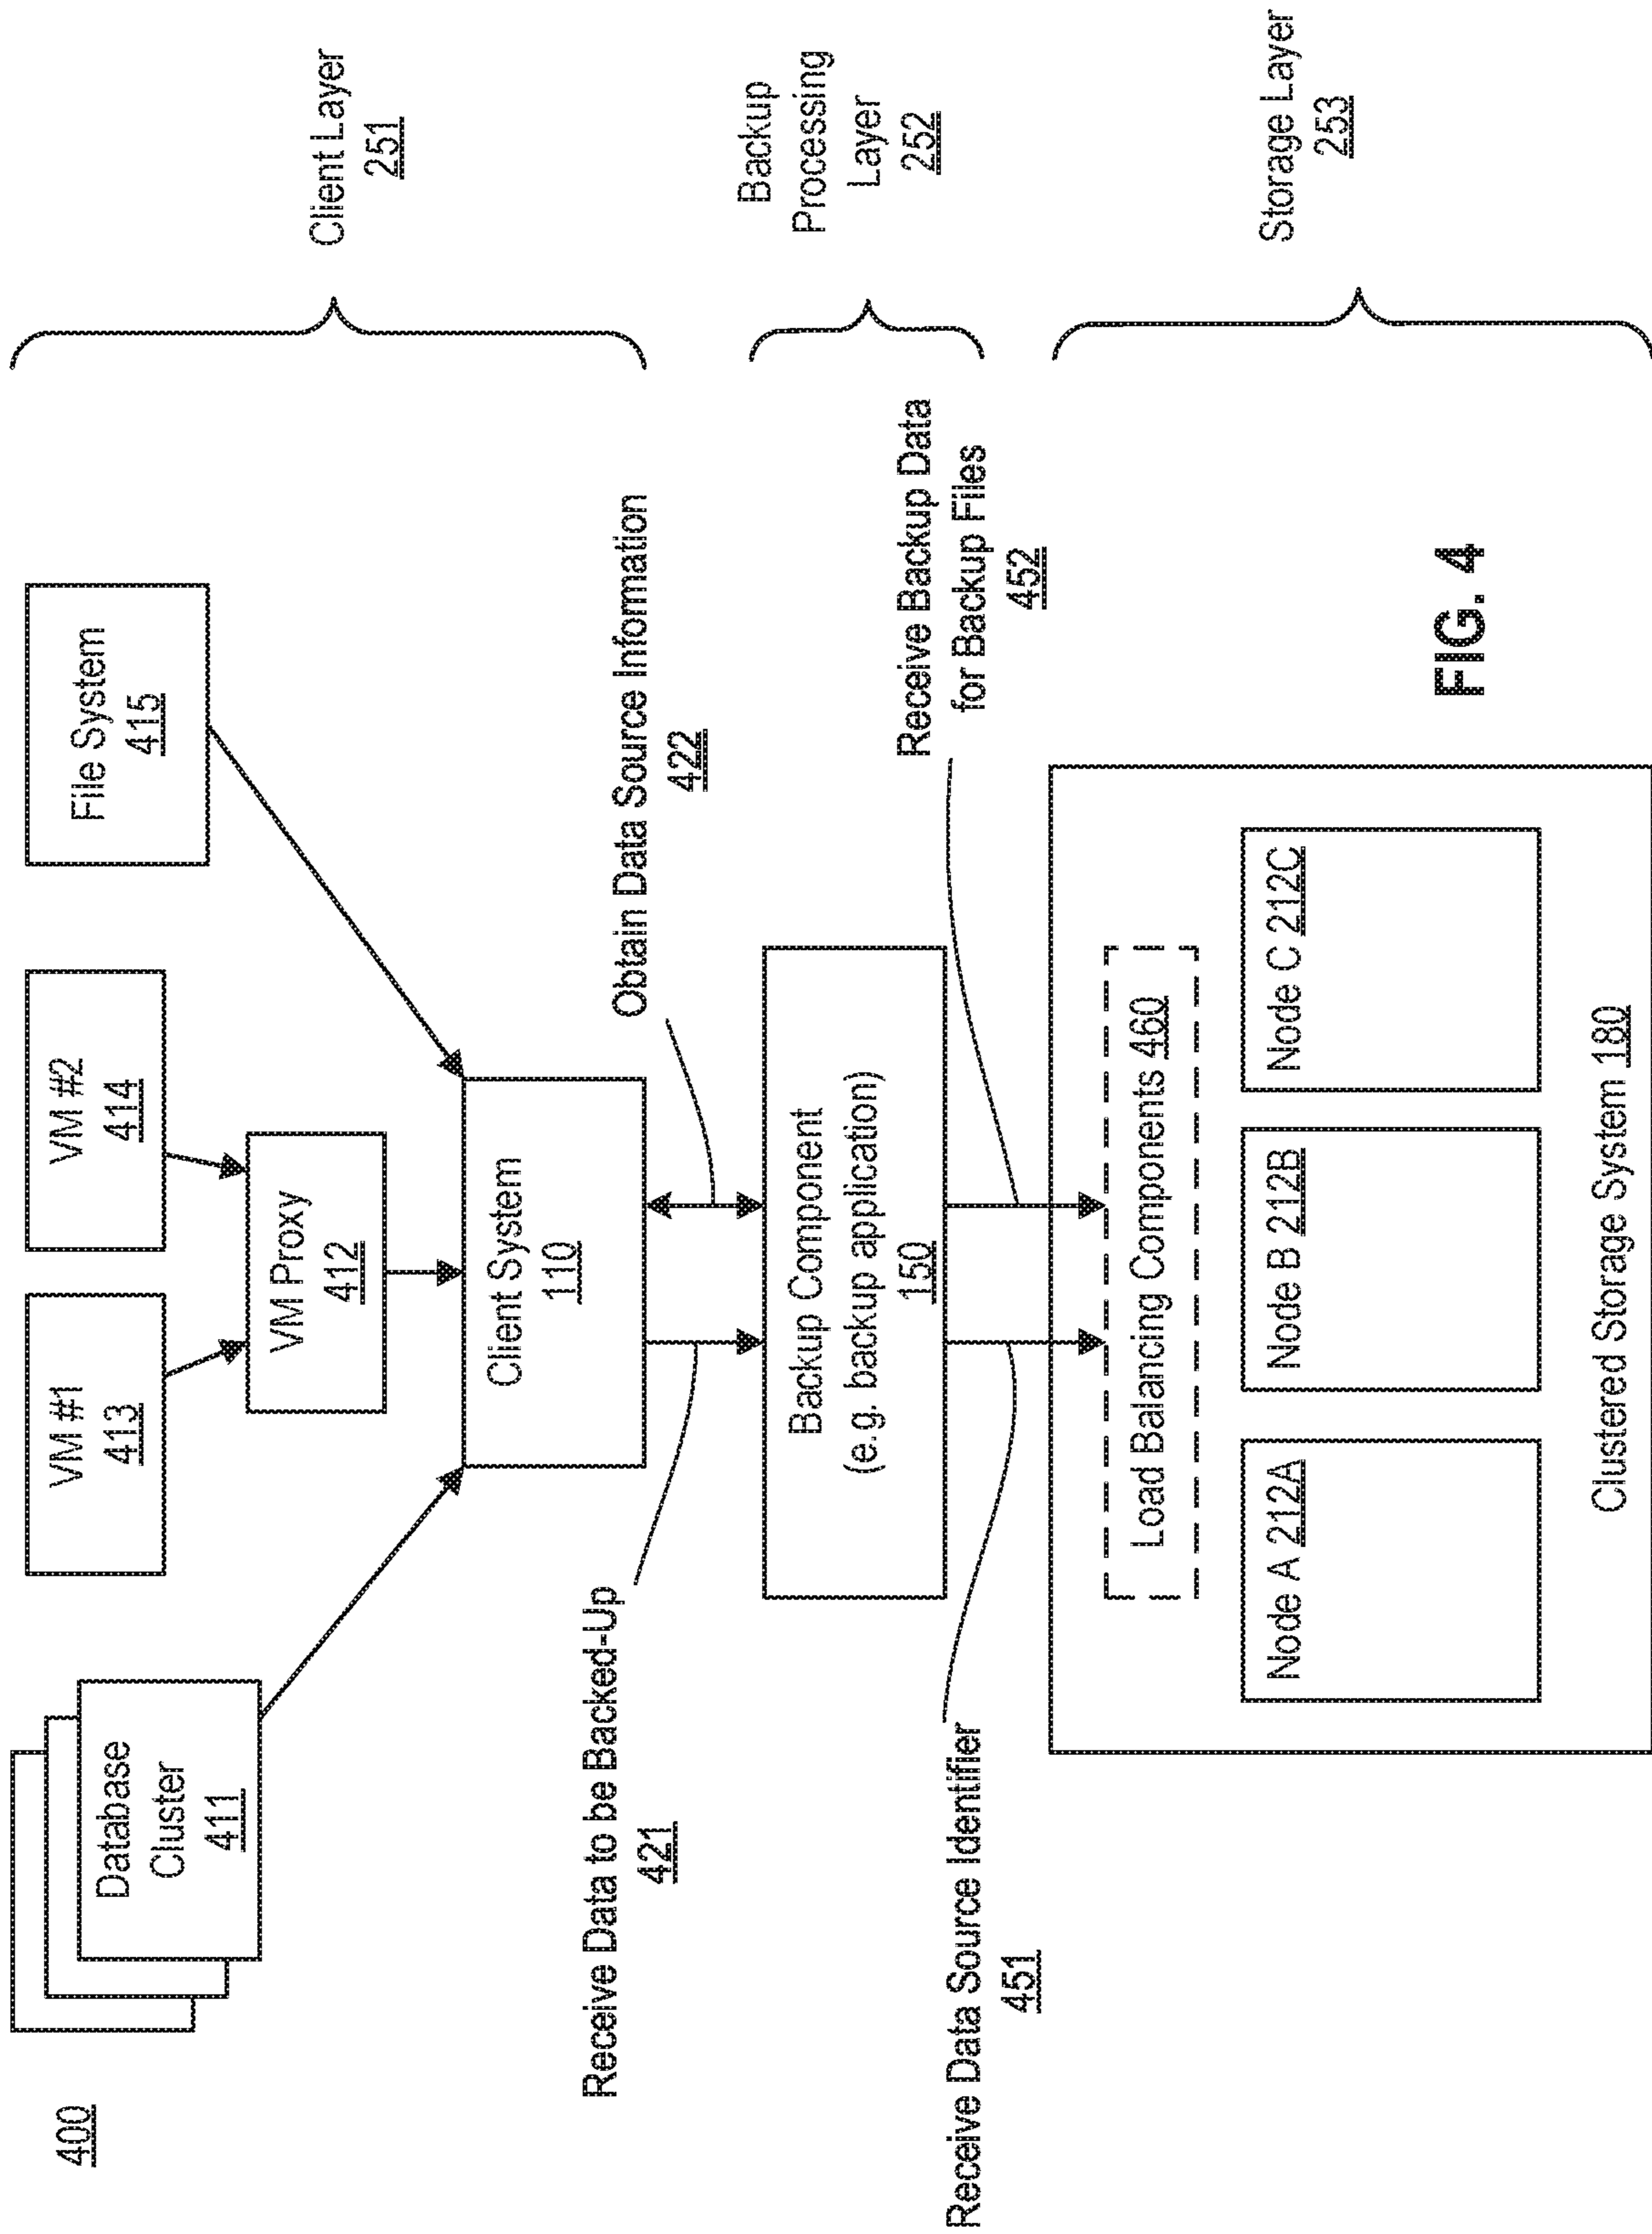 400
Database
Cluster
411
VM #1
413
VM #2
414
File System
415
VM Proxy
412
Client System
110
Client Layer
251
Receive Data to be Backed-Up
421
Obtain Data Source Information
422
Backup Component
(e.g. backup application)
150
Backup
Processing
Layer
252
Receive Data Source Identifier
451
Receive Backup Data
for Backup Files
452
Load Balancing Components 460
Node A 212A
Node B 212B
Node C 212C
Clustered Storage System 180
Storage Layer
253
FIG. 4